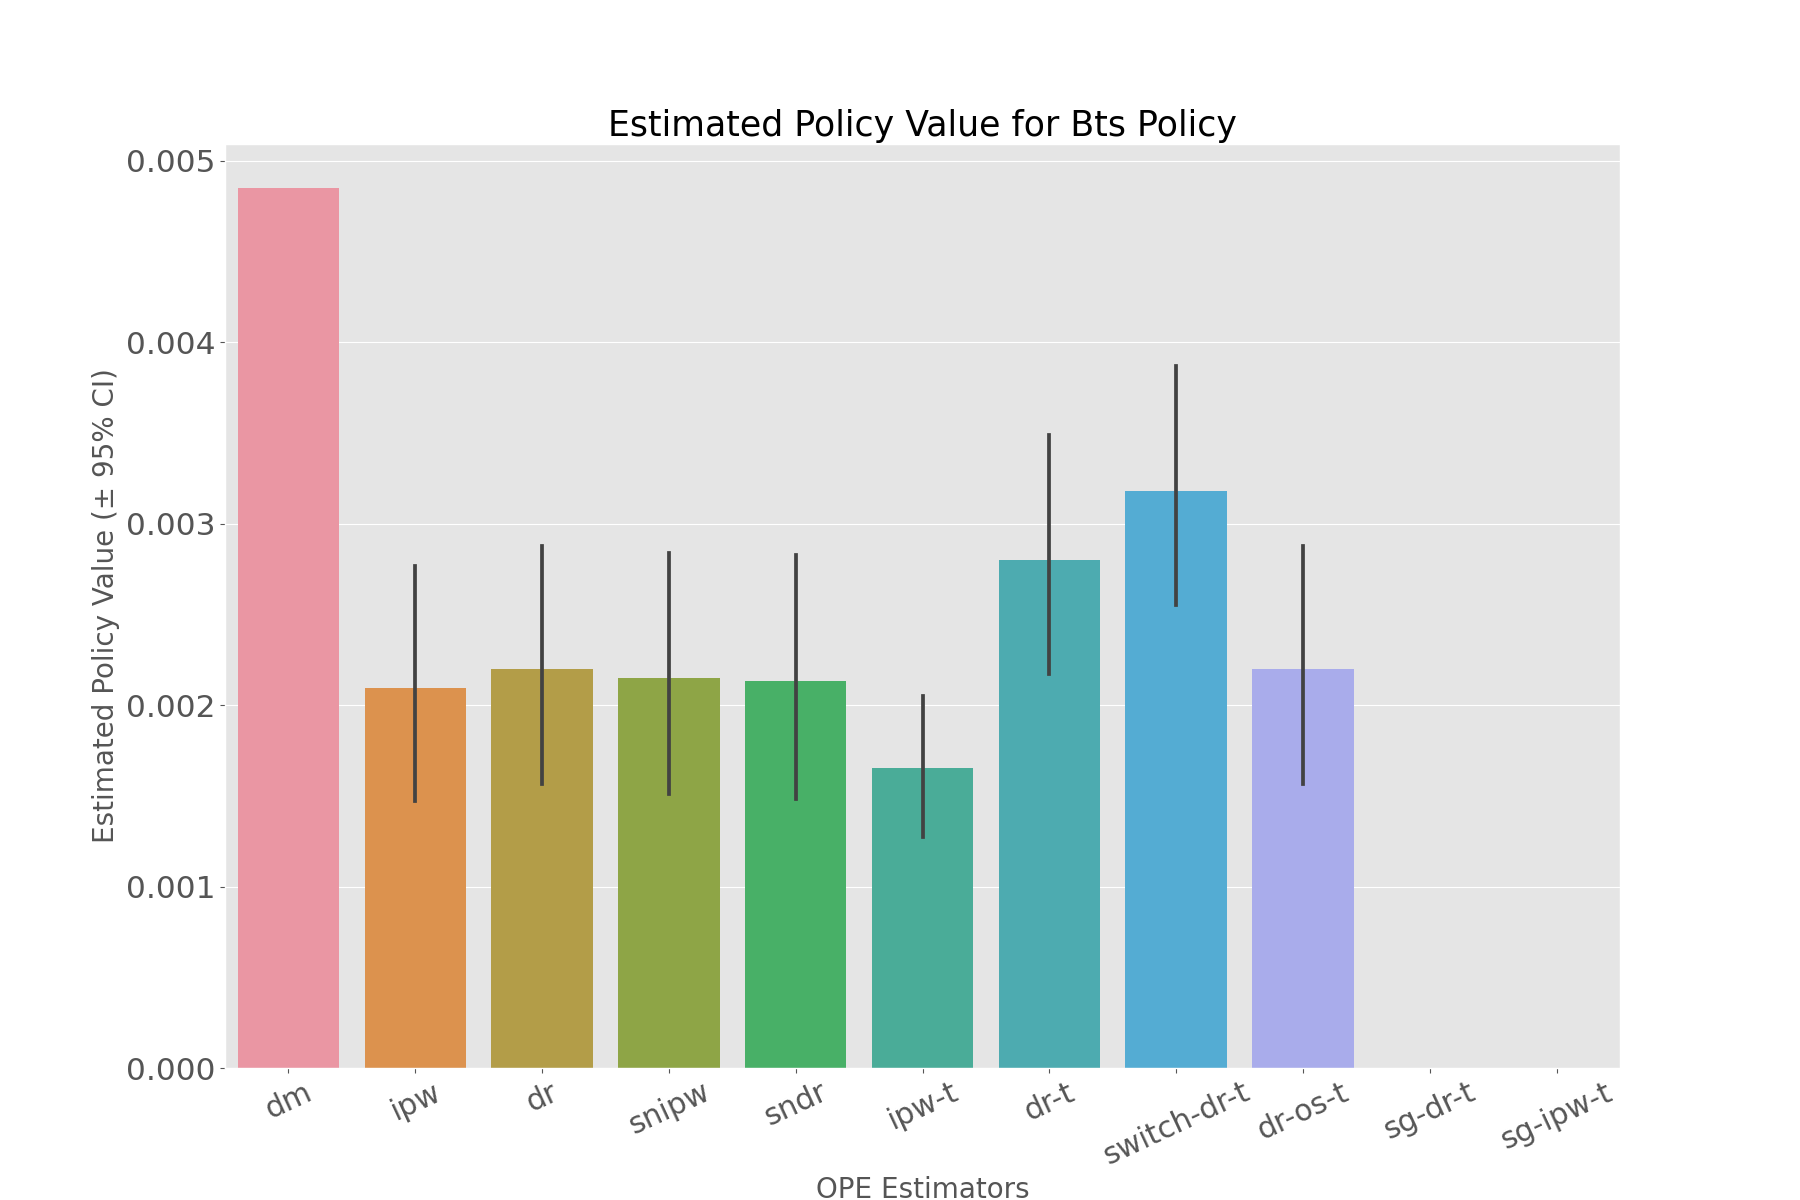 Estimated Policy Value for Bts Policy
0.005
0.004
0.003
0.002
0.001
0.000
Estimated Policy Value (± 95% CI)
dm
ipw
dr
snipw
sndr
ipw-t
dr-t
switch-dr-t
dr-os-t
sg-dr-t
sg-ipw-t
OPE Estimators